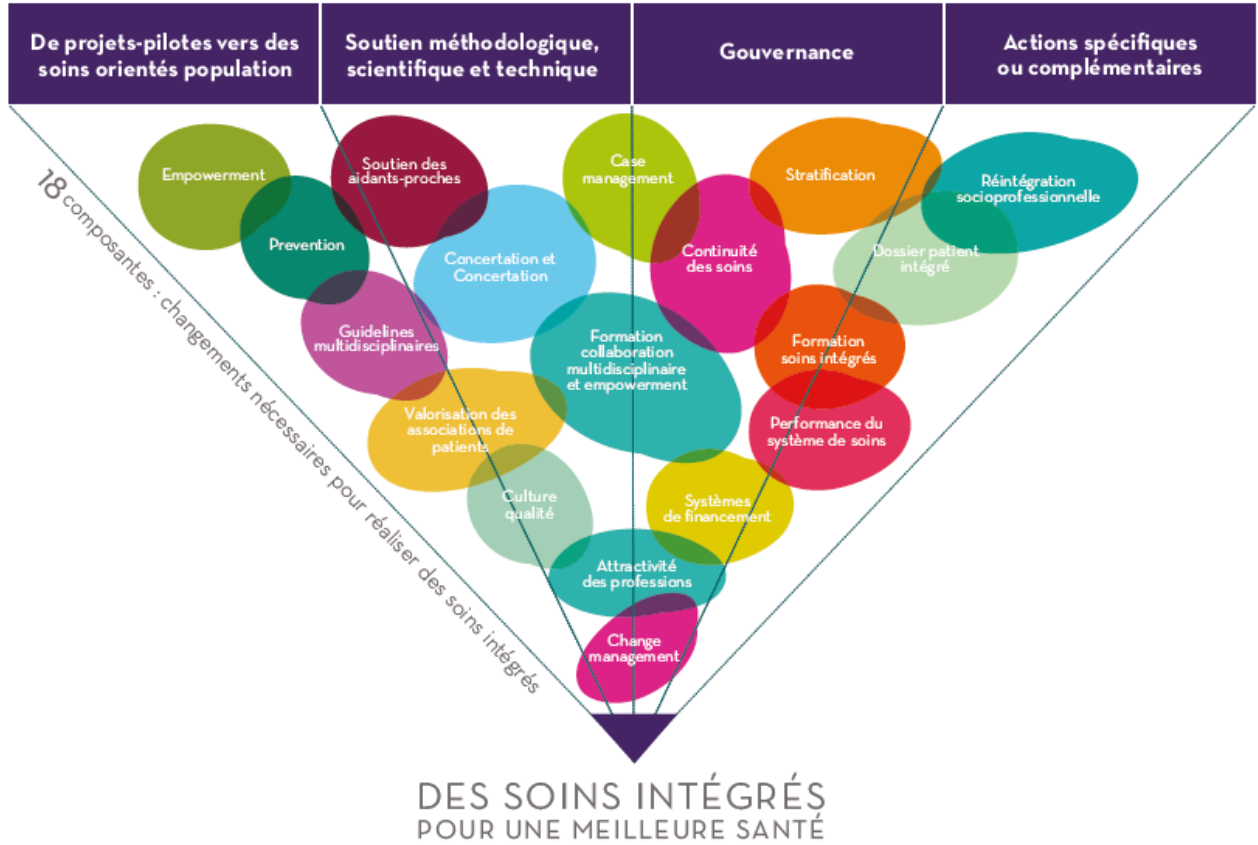 De projets-pilotes vers des
soins orientés population
Soutien méthodologique,
scientifique et technique
Gouvernance
Actions spécifiques
ou complémentaires
18 composantes : changements nécessaires pour réaliser des soins intégrés
Empowerment
Soutien des
aidants-proches
Case
management
Stratification
Réintégration
socioprofessionnelle
Prevention
Concertation et
Concertation
Continuité
des soins
Dossier patient
intégré
Guidelines
multidisciplinaires
Formation
collaboration
multidisciplinaire
et empowerment
Formation
soins intégrés
Valorisation des
associations de
patients
Performance du
système de soins
Culture
qualité
Systèmes
de financement
Attractivité
des professions
Change
management
DES SOINS INTÉGRÉS
POUR UNE MEILLEURE SANTÉ